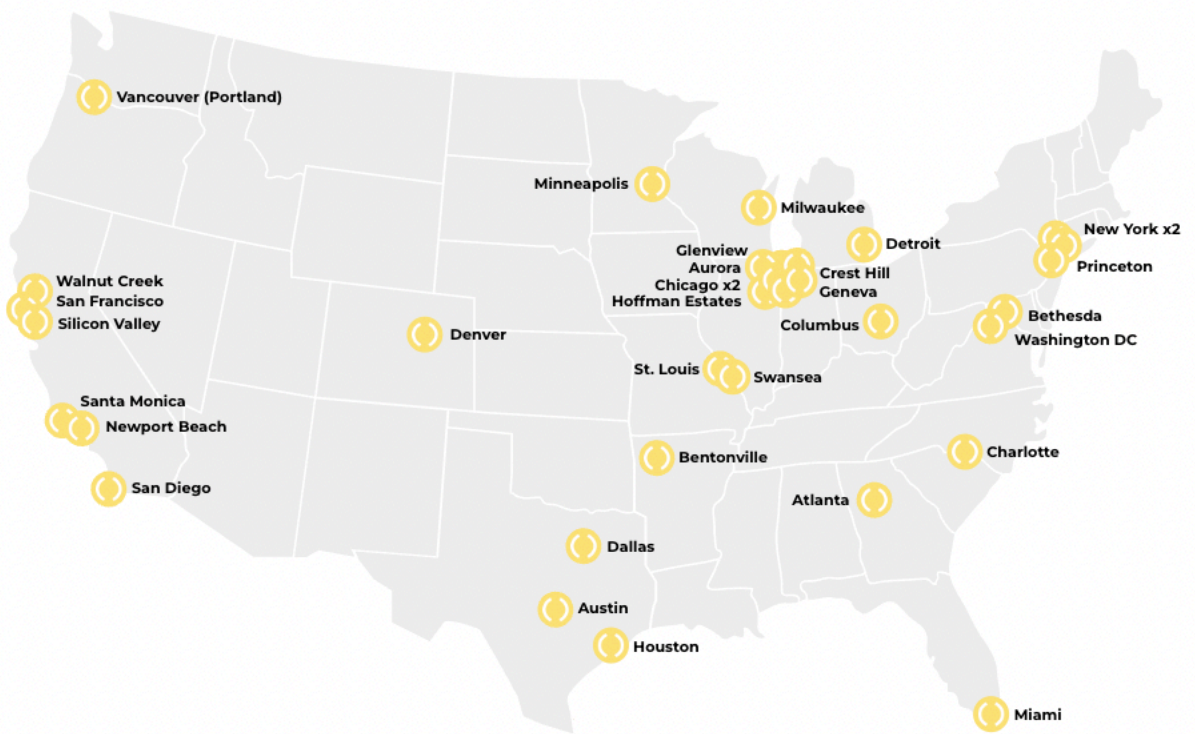 Vancouver (Portland)
Minneapolis
Milwaukee
New York x2
Detroit
Glenview
Princeton
Aurora
Crest Hill
Walnut Creek
Chicago x2
Geneva
San Francisco
Hoffman Estates
Bethesda
Silicon Valley
Columbus
Denver
Washington DC
St. Louis
Swansea
Santa Monica
Newport Beach
Charlotte
Bentonville
San Diego
Atlanta
Dallas
Austin
Houston
Miami